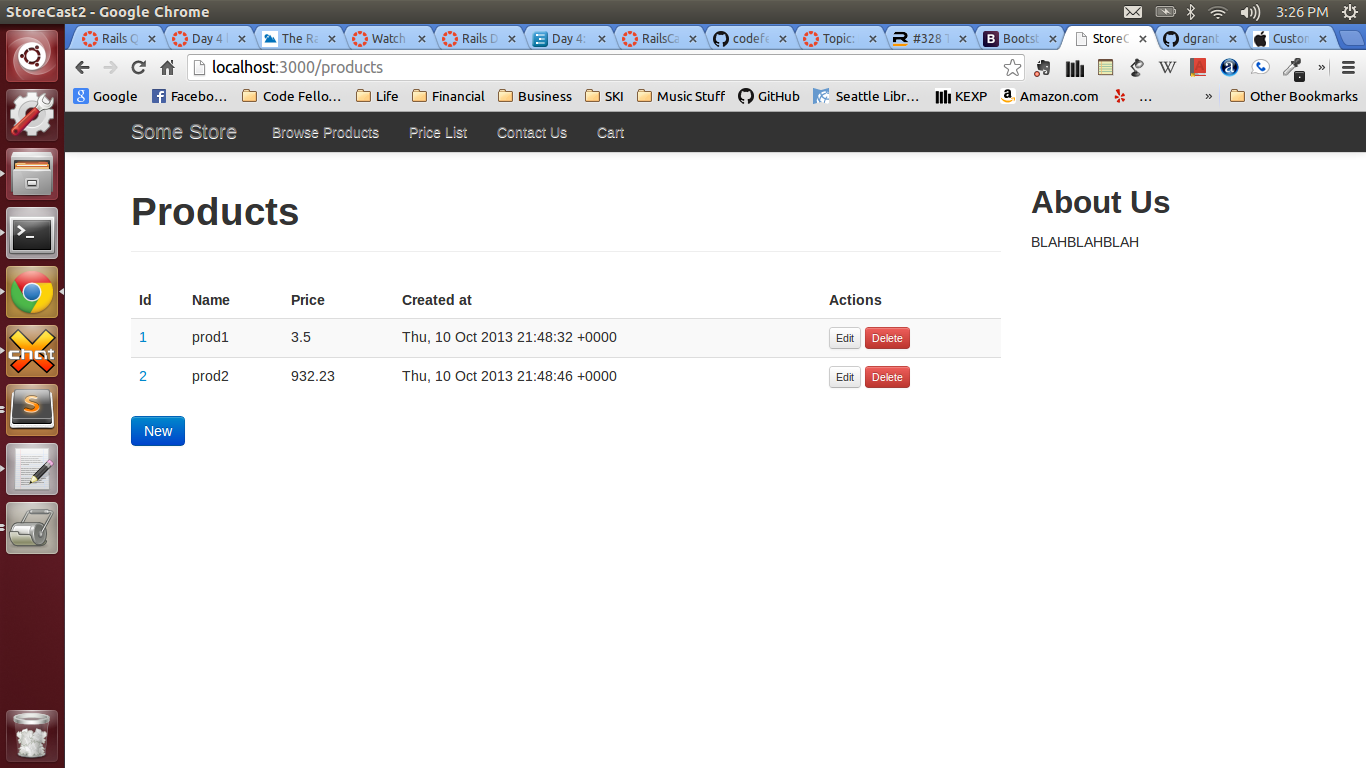 StoreCast2 - Google Chrome
3:26 PM
Rails Q
Day 4
The Ra
Watch
Rails D
Day 4:
RailsCa
codefe
Topic:
#328 T
Bootst
StoreC
dgrant
Custon
localhost:3000/products
Google
Facebo...
Code Fello...
Life
Financial
Business
SKI
Music Stuff
GitHub
Seattle Libr...
KEXP
Amazon.com
...
»
Other Bookmarks
Some Store
Browse Products
Price List
Contact Us
Cart
Products
Id Name Price Created at Actions
1 prod1 3.5 Thu, 10 Oct 2013 21:48:32 +0000 Edit Delete
2 prod2 932.23 Thu, 10 Oct 2013 21:48:46 +0000 Edit Delete
New
About Us
BLAHBLAHBLAH
chat